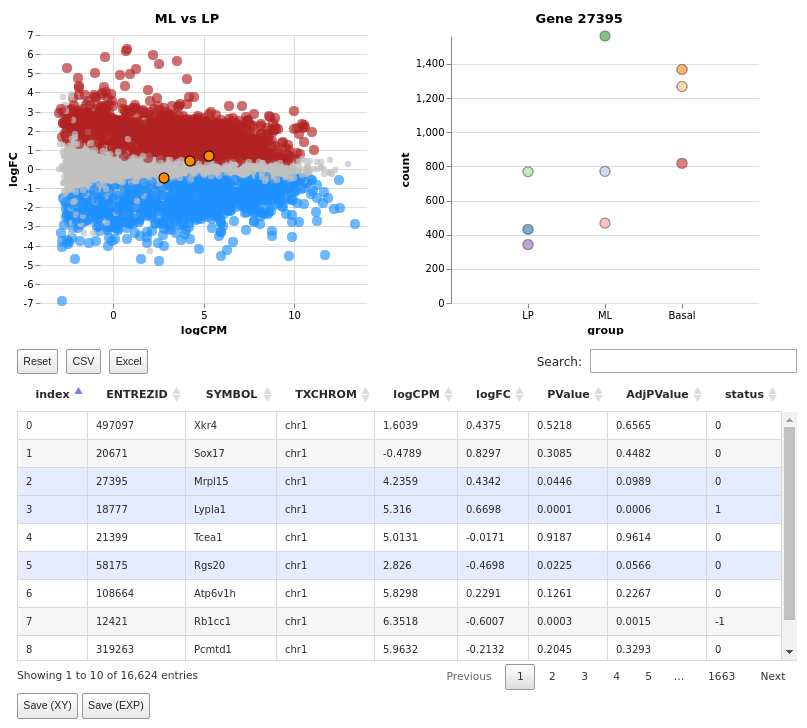 ML vs LP
7
6
5
4
3
2
1
0
-1
-2
-3
-4
-5
-6
-7
logFC
0 5 10
logCPM
Gene 27395
1,400
1,200
1,000
800
600
400
200
0
count
LP ML Basal
group
Reset CSV Excel Search:
index ENTREZID SYMBOL TXCHROM logCPM logFC PValue AdjPValue status
0 497097 Xkr4 chr1 1.6039 0.4375 0.5218 0.6565 0
1 20671 Sox17 chr1 -0.4789 0.8297 0.3085 0.4482 0
2 27395 Mrpl15 chr1 4.2359 0.4342 0.0446 0.0989 0
3 18777 Lypla1 chr1 5.316 0.6698 0.0001 0.0006 1
4 21399 Tcea1 chr1 5.0131 -0.0171 0.9187 0.9614 0
5 58175 Rgs20 chr1 2.826 -0.4698 0.0225 0.0566 0
6 108664 Atp6v1h chr1 5.8298 0.2291 0.1261 0.2267 0
7 12421 Rb1cc1 chr1 6.3518 -0.6007 0.0003 0.0015 -1
8 319263 Pcmtd1 chr1 5.9632 -0.2132 0.2045 0.3293 0
Showing 1 to 10 of 16,624 entries Previous 1 2 3 4 5 … 1663 Next
Save (XY) Save (EXP)